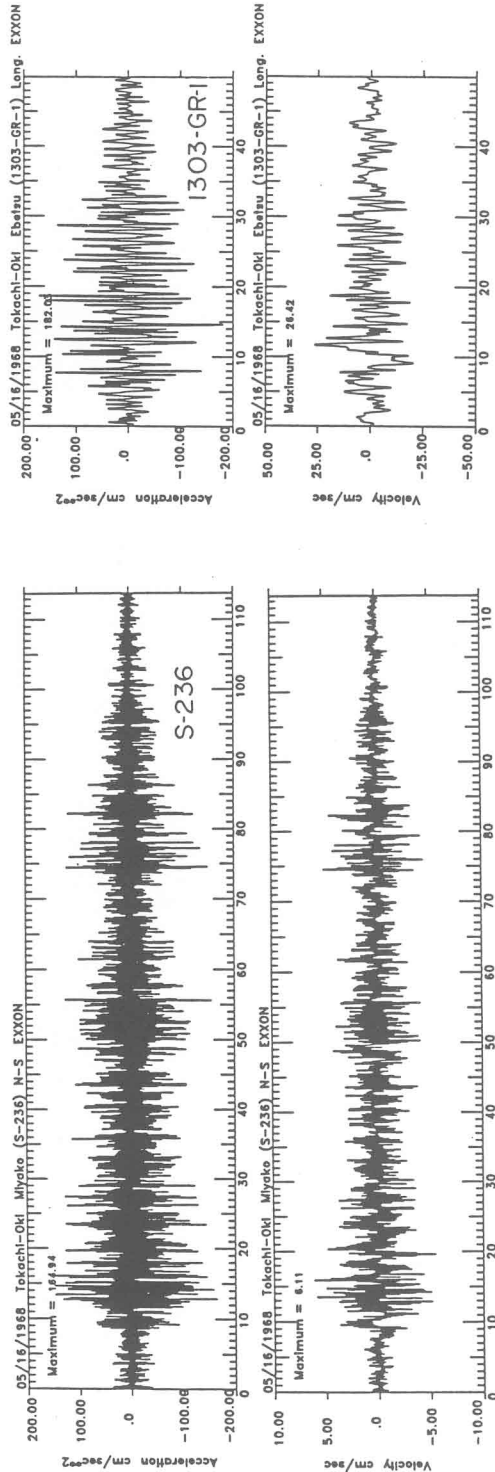 05/16/1968 Tokachi-Oki Miyako (S-236) N-S EXXON
Maximum = 164.94
200.00
100.00
.0
-100.00
-200.00
Acceleration cm/sec**2
S-236
0 10 20 30 40 50 60 70 80 90 100 110
05/16/1968 Tokachi-Oki Miyako (S-236) N-S EXXON
Maximum = 6.11
10.00
5.00
.0
-5.00
-10.00
Velocity cm/sec
0 10 20 30 40 50 60 70 80 90 100 110
05/16/1968 Tokachi-Oki Ebetsu (1303-GR-1) Long. EXXON
Maximum = 182.03
200.00
100.00
.0
-100.00
-200.00
Acceleration cm/sec**2
1303-GR-1
0 10 20 30 40
05/16/1968 Tokachi-Oki Ebetsu (1303-GR-1) Long. EXXON
Maximum = 26.42
50.00
25.00
.0
-25.00
-50.00
Velocity cm/sec
0 10 20 30 40